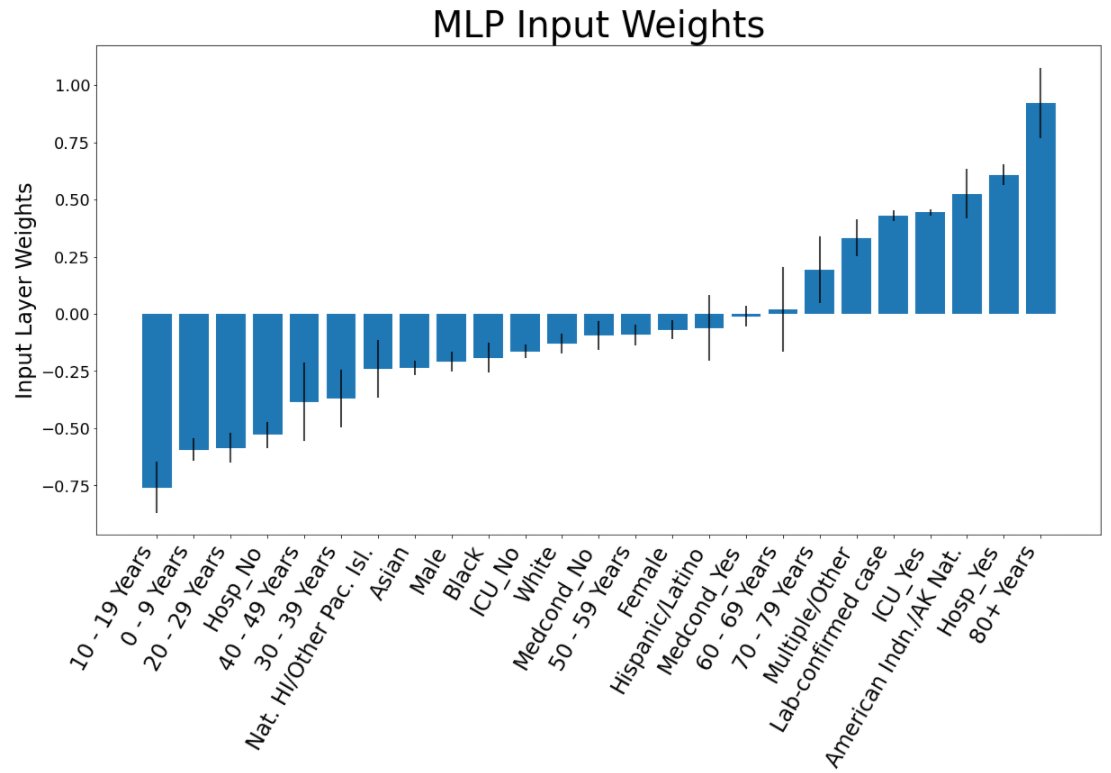 MLP Input Weights
Input Layer Weights
1.00
0.75
0.50
0.25
0.00
−0.25
−0.50
−0.75
10 - 19 Years
0 - 9 Years
20 - 29 Years
Hosp_No
40 - 49 Years
30 - 39 Years
Nat. HI/Other Pac. Isl.
Asian
Male
Black
ICU_No
White
Medcond_No
50 - 59 Years
Female
Hispanic/Latino
Medcond_Yes
60 - 69 Years
70 - 79 Years
Multiple/Other
Lab-confirmed case
ICU_Yes
American Indn./AK Nat.
Hosp_Yes
80+ Years